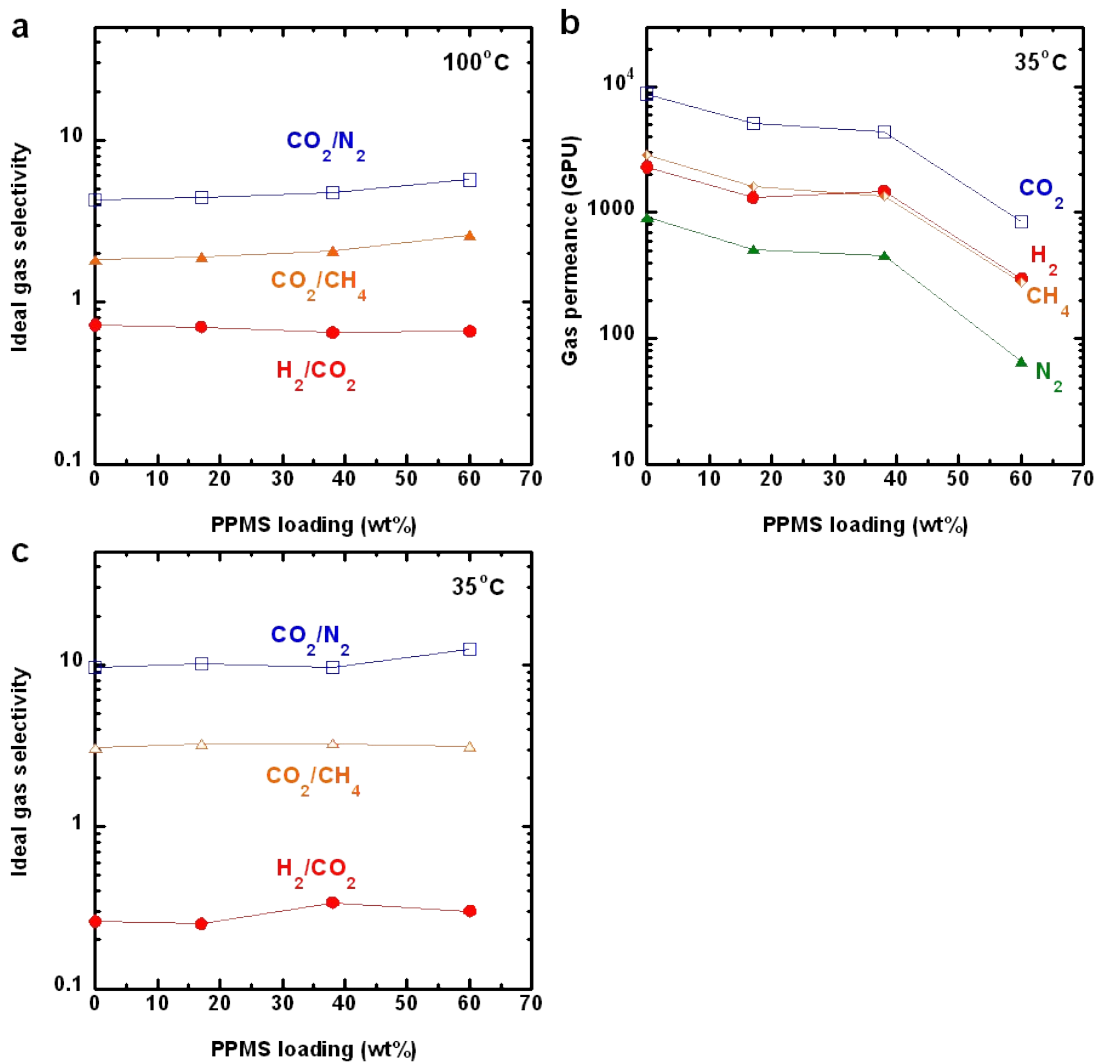 a
100°C
Ideal gas selectivity
10
1
0.1
CO₂/N₂
CO₂/CH₄
H₂/CO₂
0 10 20 30 40 50 60 70
PPMS loading (wt%)
b
35°C
Gas permeance (GPU)
10⁴
1000
100
10
CO₂
H₂
CH₄
N₂
0 10 20 30 40 50 60 70
PPMS loading (wt%)
c
35°C
Ideal gas selectivity
10
1
0.1
CO₂/N₂
CO₂/CH₄
H₂/CO₂
0 10 20 30 40 50 60 70
PPMS loading (wt%)